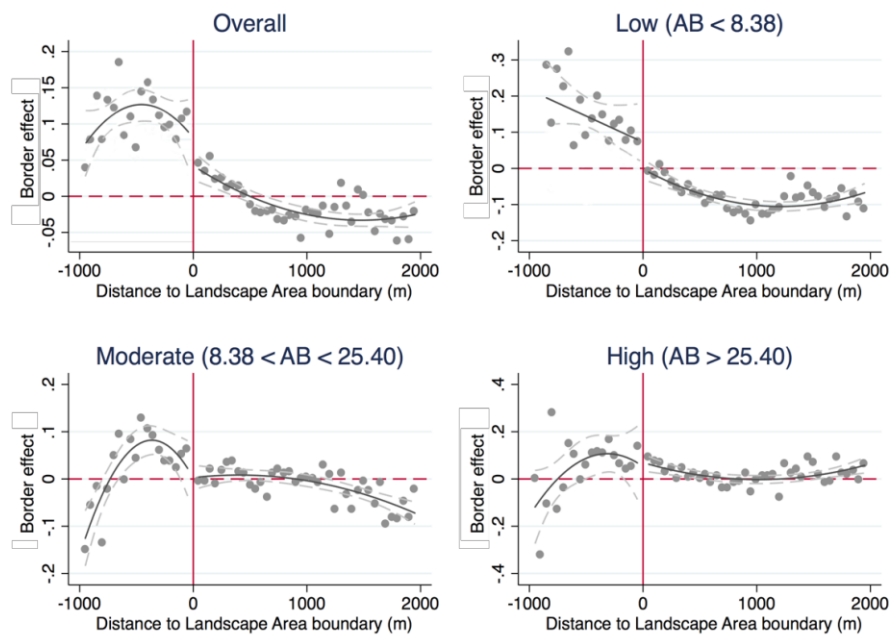 Overall
.2
.15
.1
.05
0
-.05
Border effect
-1000 0 1000 2000
Distance to Landscape Area boundary (m)
Low (AB < 8.38)
.3
.2
.1
0
-.1
-.2
Border effect
-1000 0 1000 2000
Distance to Landscape Area boundary (m)
Moderate (8.38 < AB < 25.40)
.2
.1
0
-.1
-.2
Border effect
-1000 0 1000 2000
Distance to Landscape Area boundary (m)
High (AB > 25.40)
.4
.2
0
-.2
-.4
Border effect
-1000 0 1000 2000
Distance to Landscape Area boundary (m)